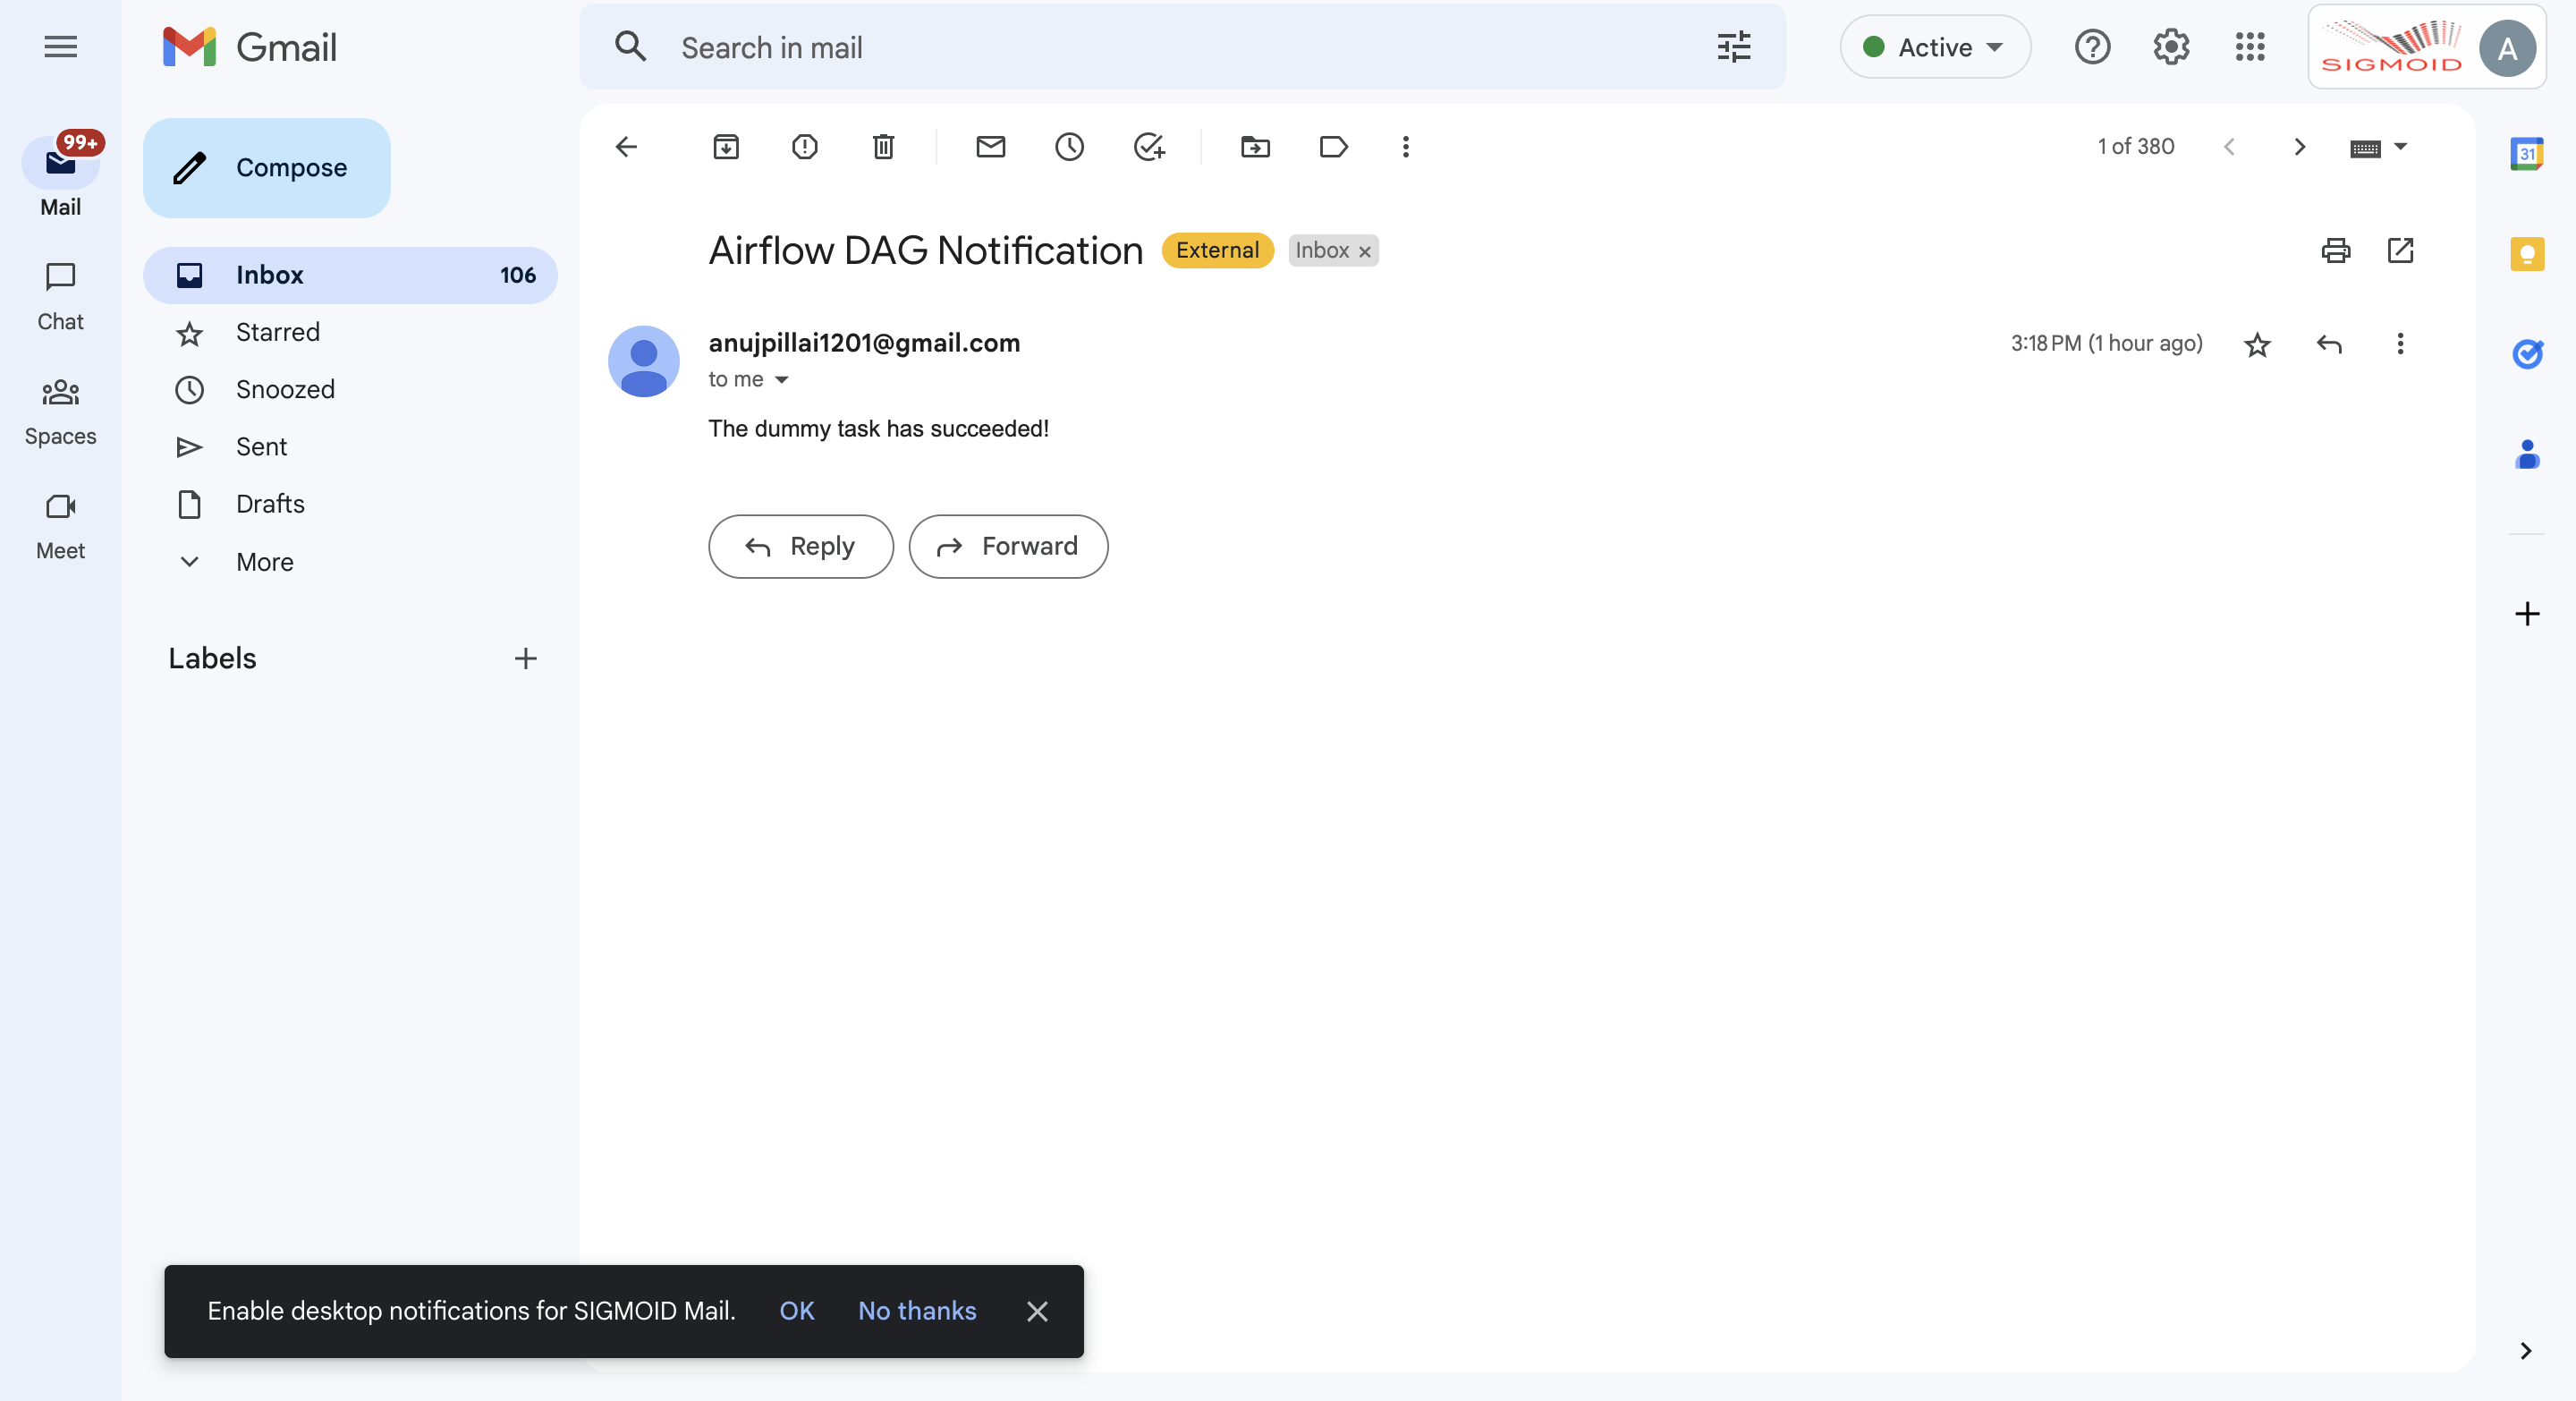 Gmail
Search in mail
Active
SIGMOID
A
99+
Mail
Chat
Spaces
Meet
Compose
Inbox 106
Starred
Snoozed
Sent
Drafts
More
Labels
1 of 380
Airflow DAG Notification External Inbox ×
anujpillai1201@gmail.com
3:18 PM (1 hour ago)
to me
The dummy task has succeeded!
Reply Forward
31
Enable desktop notifications for SIGMOID Mail. OK No thanks